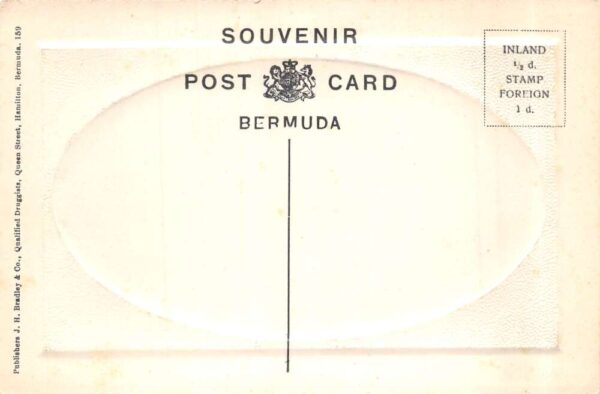 SOUVENIR
POST CARD
BERMUDA
INLAND
½ d.
STAMP
FOREIGN
1 d.
Publishers J. H. Bradley & Co., Qualified Druggists, Queen Street, Hamilton, Bermuda. 159